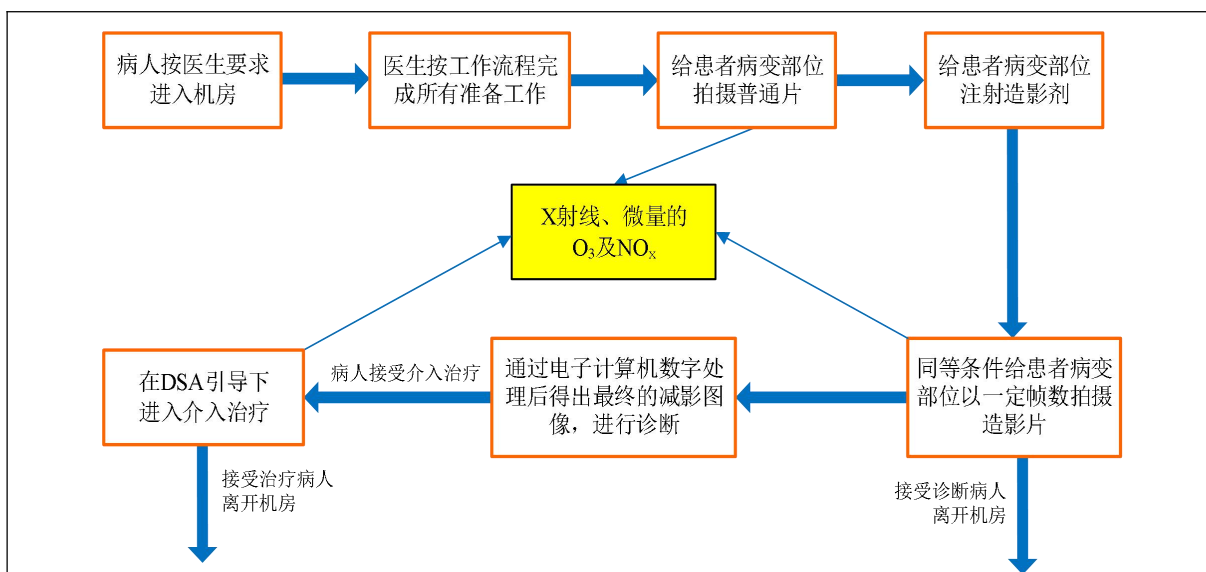 病人按医生要求
进入机房
医生按工作流程完
成所有准备工作
给患者病变部位
拍摄普通片
给患者病变部位
注射造影剂
X射线、微量的
O₃及NOₓ
在DSA引导下
进入介入治疗
病人接受介入治疗
通过电子计算机数字处
理后得出最终的减影图
像，进行诊断
同等条件给患者病变
部位以一定帧数拍摄
造影片
接受治疗病人
离开机房
接受诊断病人
离开机房